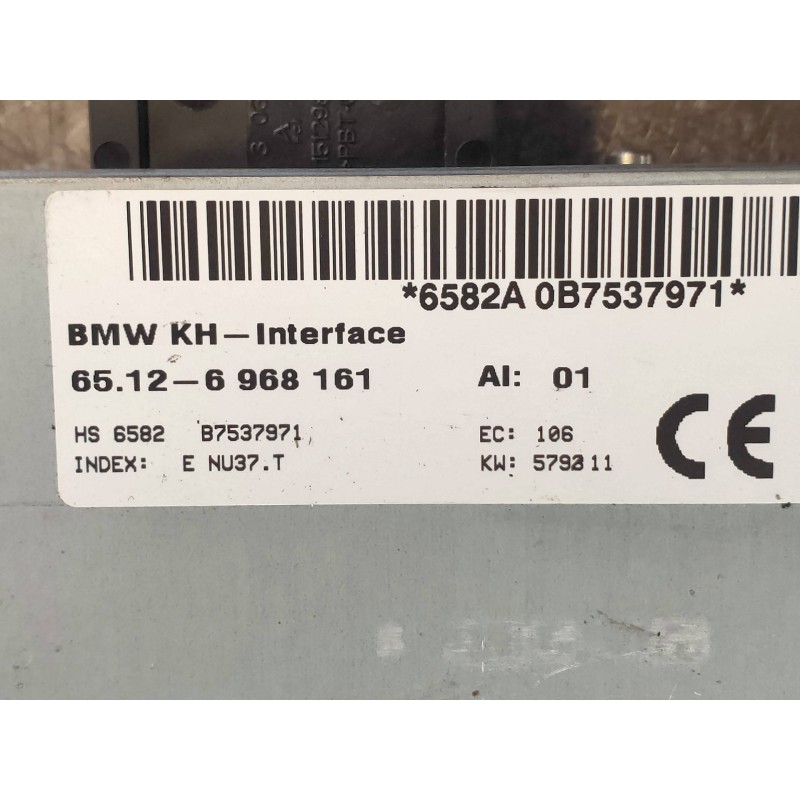 *6582A 0B7537971*
BMW KH-Interface
65.12-6 968 161 AI: 01
HS 6582 B7537971 EC: 106
INDEX: E NU37.T KW: 579311
CE